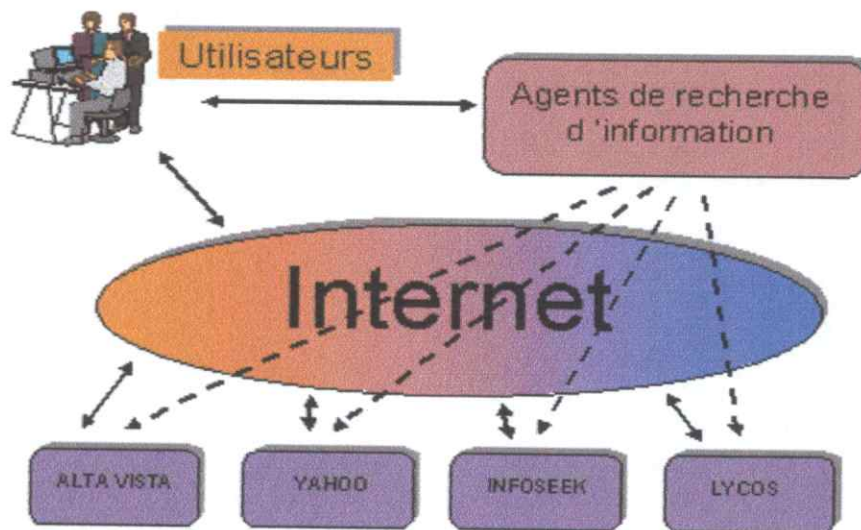 Utilisateurs
Agents de recherche
d 'information
Internet
ALTA VISTA
YAHOO
INFOSEEK
LYCOS